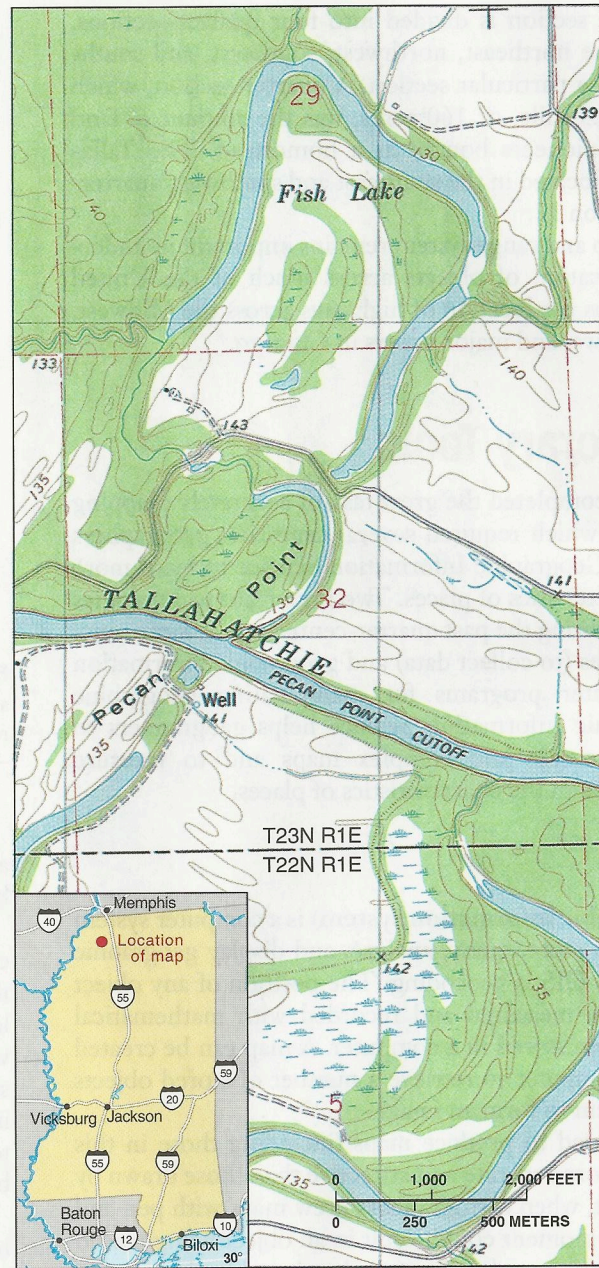 29
139
130
Fish Lake
140
140
133
143
135
Point
141
130
32
TALLAHATCHIE
Pecan
PECAN POINT CUTOFF
Well
141
135
T23N R1E
T22N R1E
142
135
5
135
142
0 1,000 2,000 FEET
0 250 500 METERS
Memphis
40
Location
of map
55
59
20
Vicksburg
Jackson
55
59
Baton
Rouge
12
10
Biloxi
30°